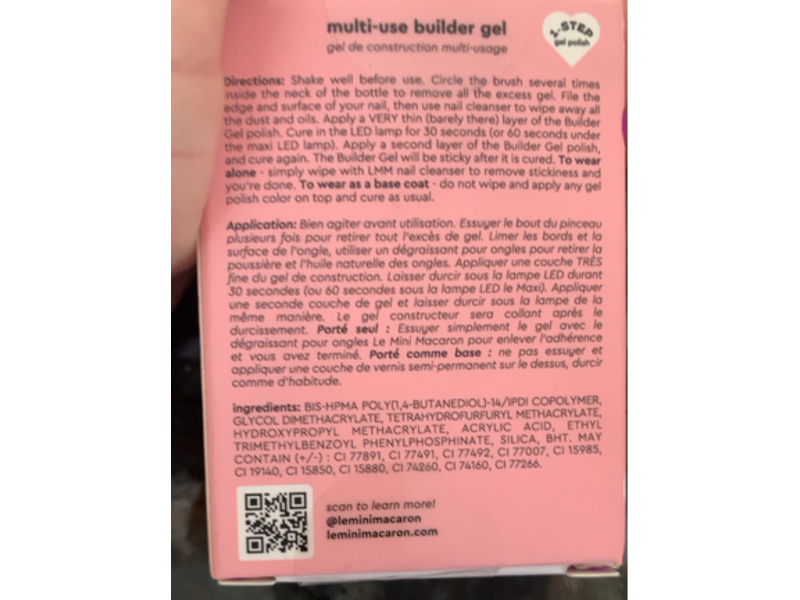 multi-use builder gel
gel de construction multi-usage
1-STEP
gel polish
Directions: Shake well before use. Circle the brush several times
inside the neck of the bottle to remove all the excess gel. File the
edge and surface of your nail, then use nail cleanser to wipe away all
the dust and oils. Apply a VERY thin (barely there) layer of the Builder
Gel polish. Cure in the LED lamp for 30 seconds (or 60 seconds under
the maxi LED lamp). Apply a second layer of the Builder Gel polish,
and cure again. The Builder Gel will be sticky after it is cured. To wear
alone - simply wipe with LMM nail cleanser to remove stickiness and
you're done. To wear as a base coat - do not wipe and apply any gel
polish color on top and cure as usual.
Application: Bien agiter avant utilisation. Essuyer le bout du pinceau
plusieurs fois pour retirer tout l'excès de gel. Limer les bords et la
surface de l'ongle, utiliser un dégraissant pour ongles pour retirer la
poussière et l'huile naturelle des ongles. Appliquer une couche TRÈS
fine du gel de construction. Laisser durcir sous la lampe LED durant
30 secondes (ou 60 secondes sous la lampe LED le Maxi). Appliquer
une seconde couche de gel et laisser durcir sous la lampe de la
même manière. Le gel constructeur sera collant après le
durcissement. Porté seul : Essuyer simplement le gel avec le
dégraissant pour ongles Le Mini Macaron pour enlever l'adhérence
et vous avez terminé. Porté comme base : ne pas essuyer et
appliquer une couche de vernis semi-permanent sur le dessus, durcir
comme d'habitude.
ingredients: BIS-HPMA POLY(1,4-BUTANEDIOL)-14/IPDI COPOLYMER,
GLYCOL DIMETHACRYLATE, TETRAHYDROFURFURYL METHACRYLATE,
HYDROXYPROPYL METHACRYLATE, ACRYLIC ACID, ETHYL
TRIMETHYLBENZOYL PHENYLPHOSPHINATE, SILICA, BHT. MAY
CONTAIN (+/-) : CI 77891, CI 77491, CI 77492, CI 77007, CI 15985,
CI 19140, CI 15850, CI 15880, CI 74260, CI 74160, CI 77266.
scan to learn more!
@leminimacaron
leminimacaron.com